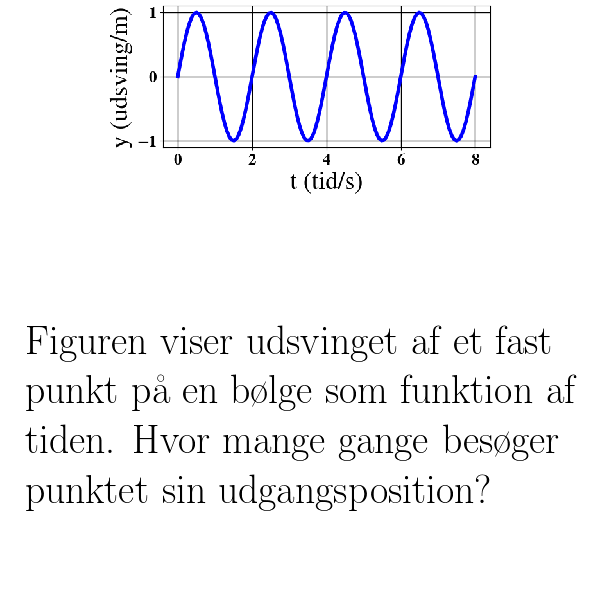 1
0
−1
y (udsving/m)
0 2 4 6 8
t (tid/s)
Figuren viser udsvinget af et fast
punkt på en bølge som funktion af
tiden. Hvor mange gange besøger
punktet sin udgangsposition?